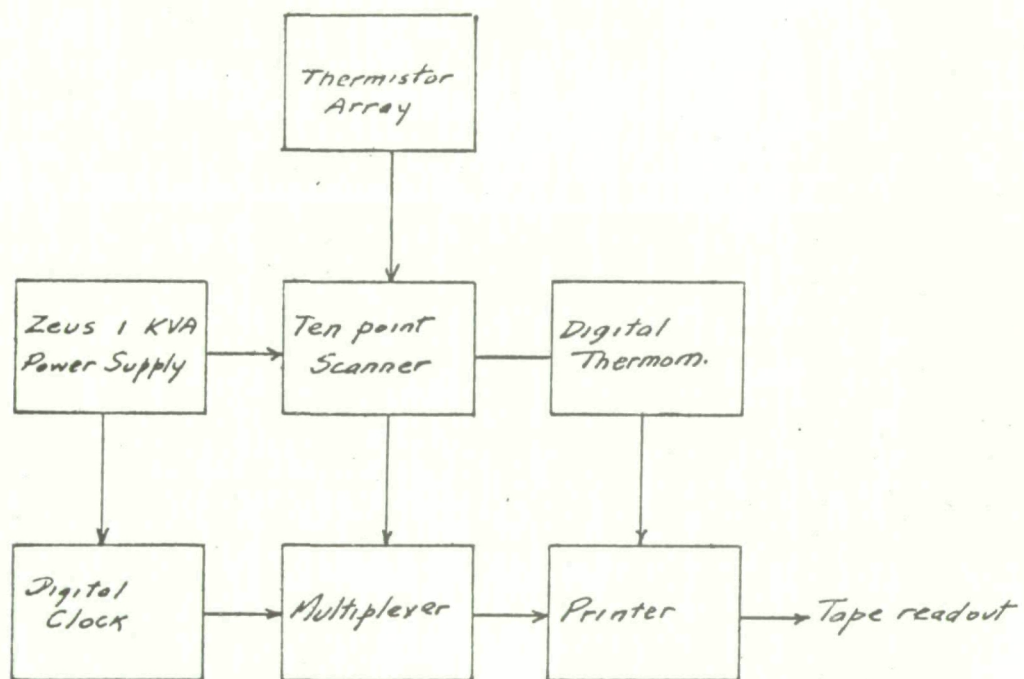 Thermistor
Array
Zeus 1 KVA
Power Supply
Ten point
Scanner
Digital
Thermom.
Digital
Clock
Multiplexer
Printer
Tape readout